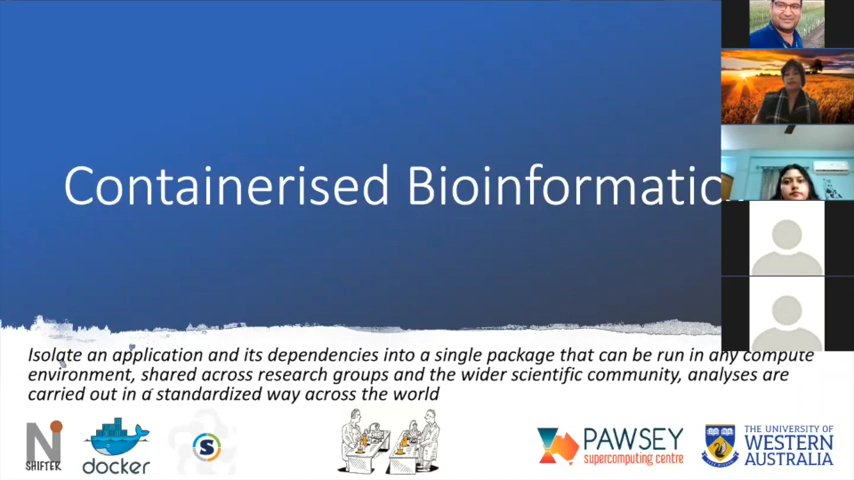 Containerised Bioinformatic
Isolate an application and its dependencies into a single package that can be run in any compute
environment, shared across research groups and the wider scientific community, analyses are
carried out in a standardized way across the world
N
SHIFTER
docker
S
PAWSEY
supercomputing centre
THE UNIVERSITY OF
WESTERN
AUSTRALIA